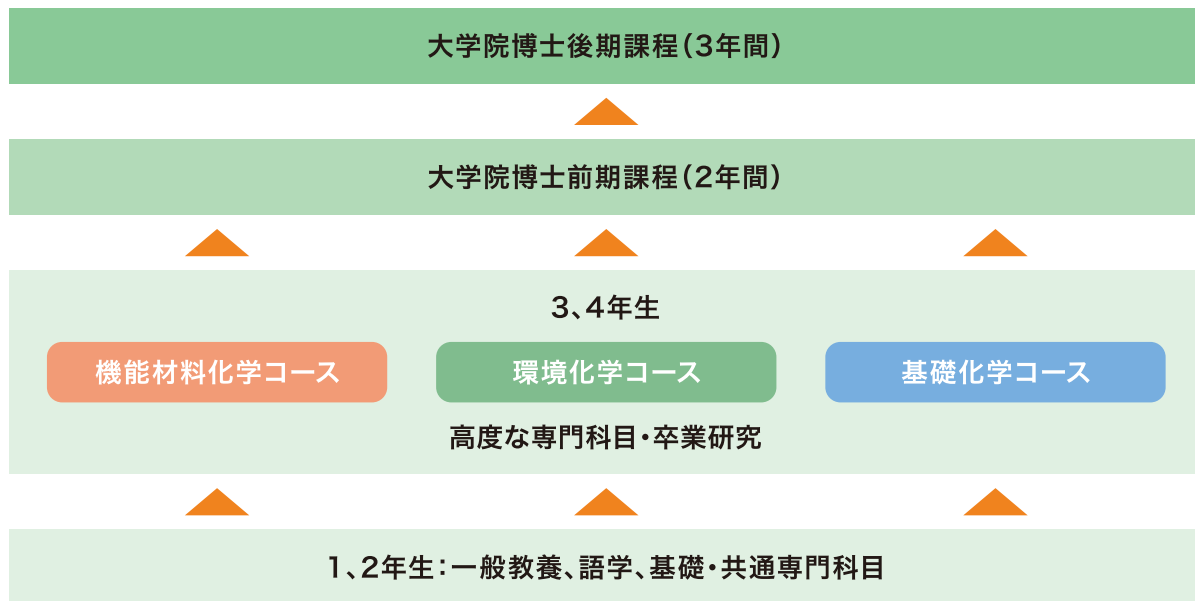 大学院博士後期課程（3年間）
大学院博士前期課程（2年間）
3、4年生
機能材料化学コース
環境化学コース
基礎化学コース
高度な専門科目・卒業研究
1、2年生：一般教養、語学、基礎・共通専門科目